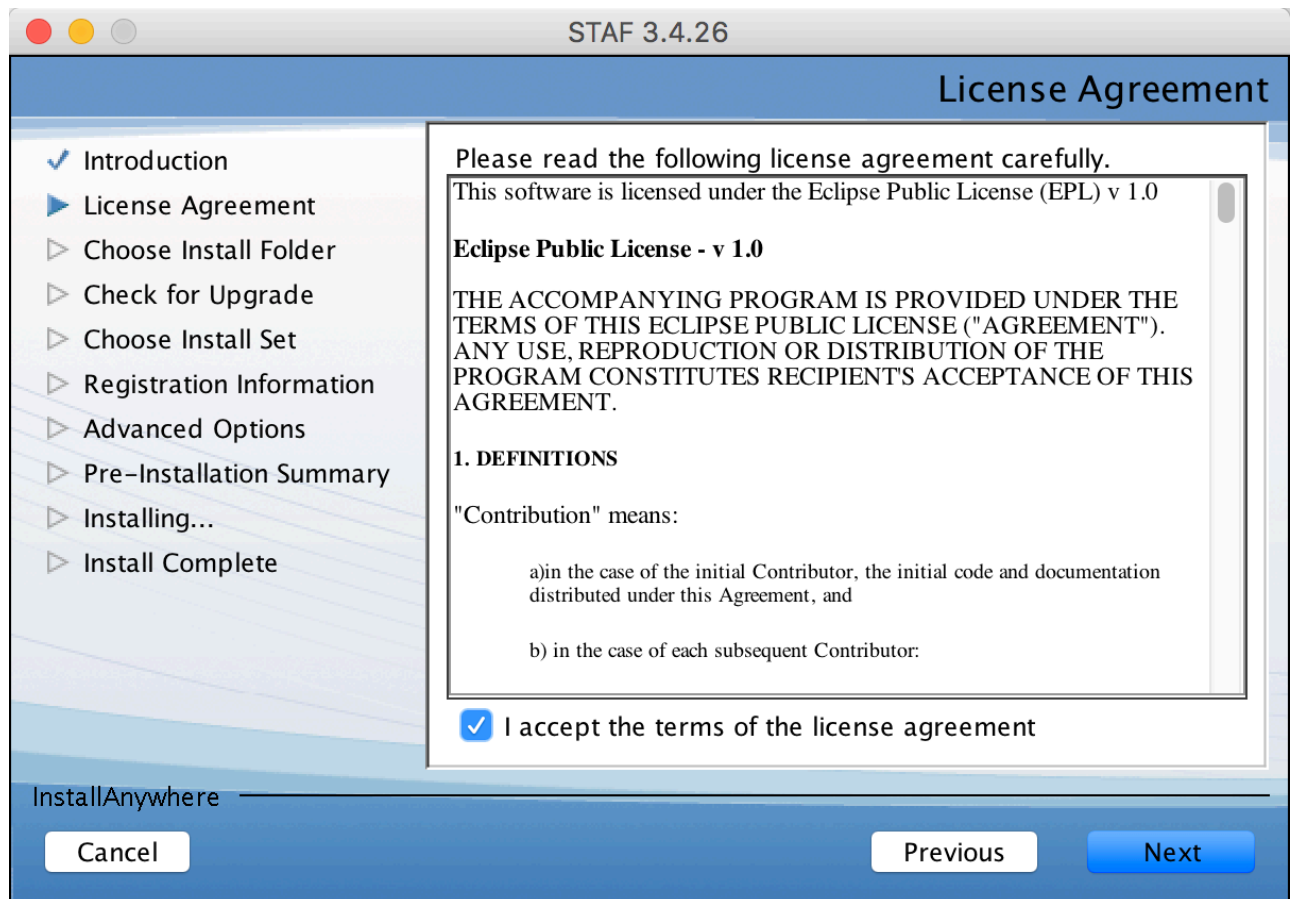 STAF 3.4.26
License Agreement
Introduction
License Agreement
Choose Install Folder
Check for Upgrade
Choose Install Set
Registration Information
Advanced Options
Pre-Installation Summary
Installing...
Install Complete
Please read the following license agreement carefully.
This software is licensed under the Eclipse Public License (EPL) v 1.0
Eclipse Public License - v 1.0
THE ACCOMPANYING PROGRAM IS PROVIDED UNDER THE
TERMS OF THIS ECLIPSE PUBLIC LICENSE ("AGREEMENT").
ANY USE, REPRODUCTION OR DISTRIBUTION OF THE
PROGRAM CONSTITUTES RECIPIENT'S ACCEPTANCE OF THIS
AGREEMENT.
1. DEFINITIONS
"Contribution" means:
a)in the case of the initial Contributor, the initial code and documentation
distributed under this Agreement, and
b) in the case of each subsequent Contributor:
I accept the terms of the license agreement
InstallAnywhere
Cancel
Previous
Next